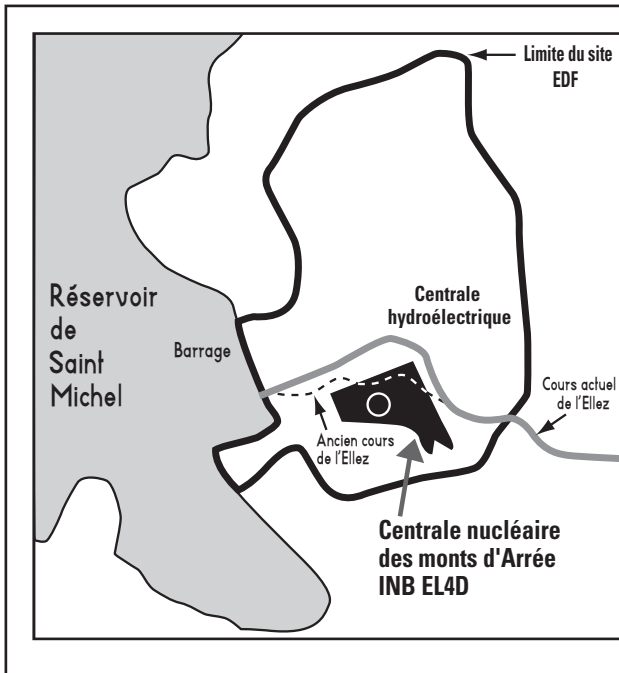 Limite du site
EDF
Centrale
hydroélectrique
Réservoir
de
Saint
Michel
Barrage
Cours actuel
de l'Ellez
Ancien cours
de l'Ellez
Centrale nucléaire
des monts d'Arrée
INB EL4D